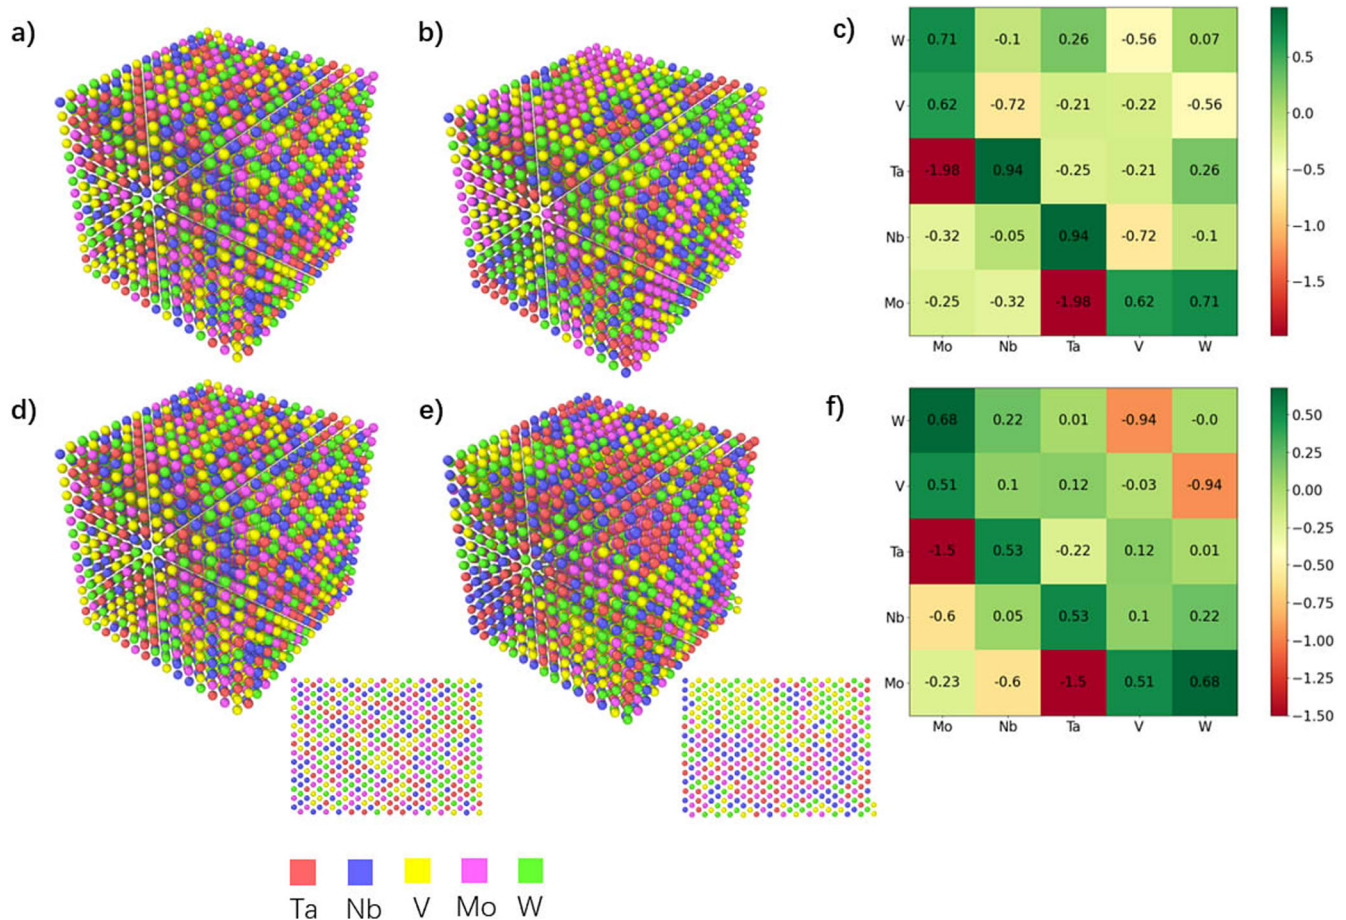 a)
b)
c)
W 0.71 -0.1 0.26 -0.56 0.07
V 0.62 -0.72 -0.21 -0.22 -0.56
Ta -1.98 0.94 -0.25 -0.21 0.26
Nb -0.32 -0.05 0.94 -0.72 -0.1
Mo -0.25 -0.32 -1.98 0.62 0.71
Mo Nb Ta V W
0.5
0.0
−0.5
−1.0
−1.5
d)
e)
f)
W 0.68 0.22 0.01 -0.94 -0.0
V 0.51 0.1 0.12 -0.03 -0.94
Ta -1.5 0.53 -0.22 0.12 0.01
Nb -0.6 0.05 0.53 0.1 0.22
Mo -0.23 -0.6 -1.5 0.51 0.68
Mo Nb Ta V W
0.50
0.25
0.00
−0.25
−0.50
−0.75
−1.00
−1.25
−1.50
Ta Nb V Mo W